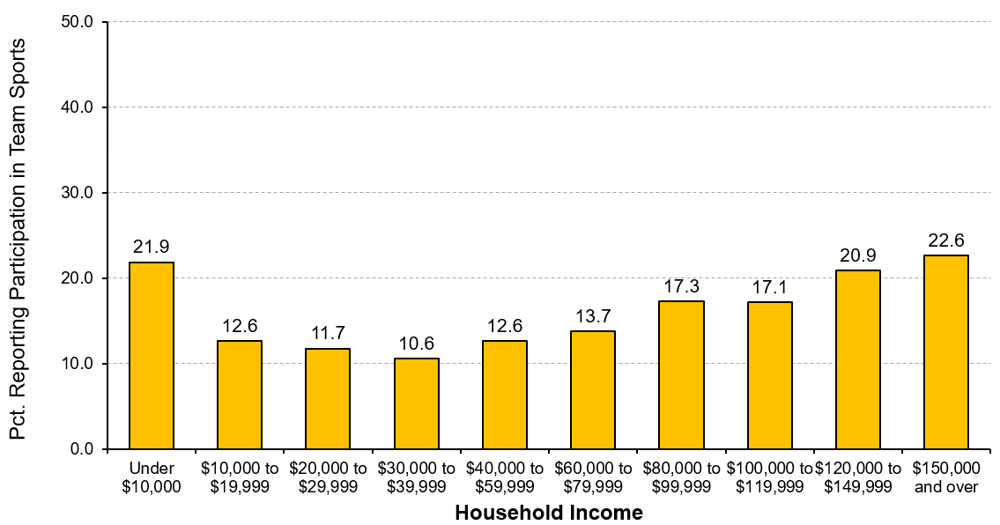 Pct. Reporting Participation in Team Sports
50.0
40.0
30.0
20.0
10.0
0.0
21.9
12.6
11.7
10.6
12.6
13.7
17.3
17.1
20.9
22.6
Under
$10,000
$10,000 to
$19,999
$20,000 to
$29,999
$30,000 to
$39,999
$40,000 to
$59,999
$60,000 to
$79,999
$80,000 to
$99,999
$100,000 to
$119,999
$120,000 to
$149,999
$150,000
and over
Household Income